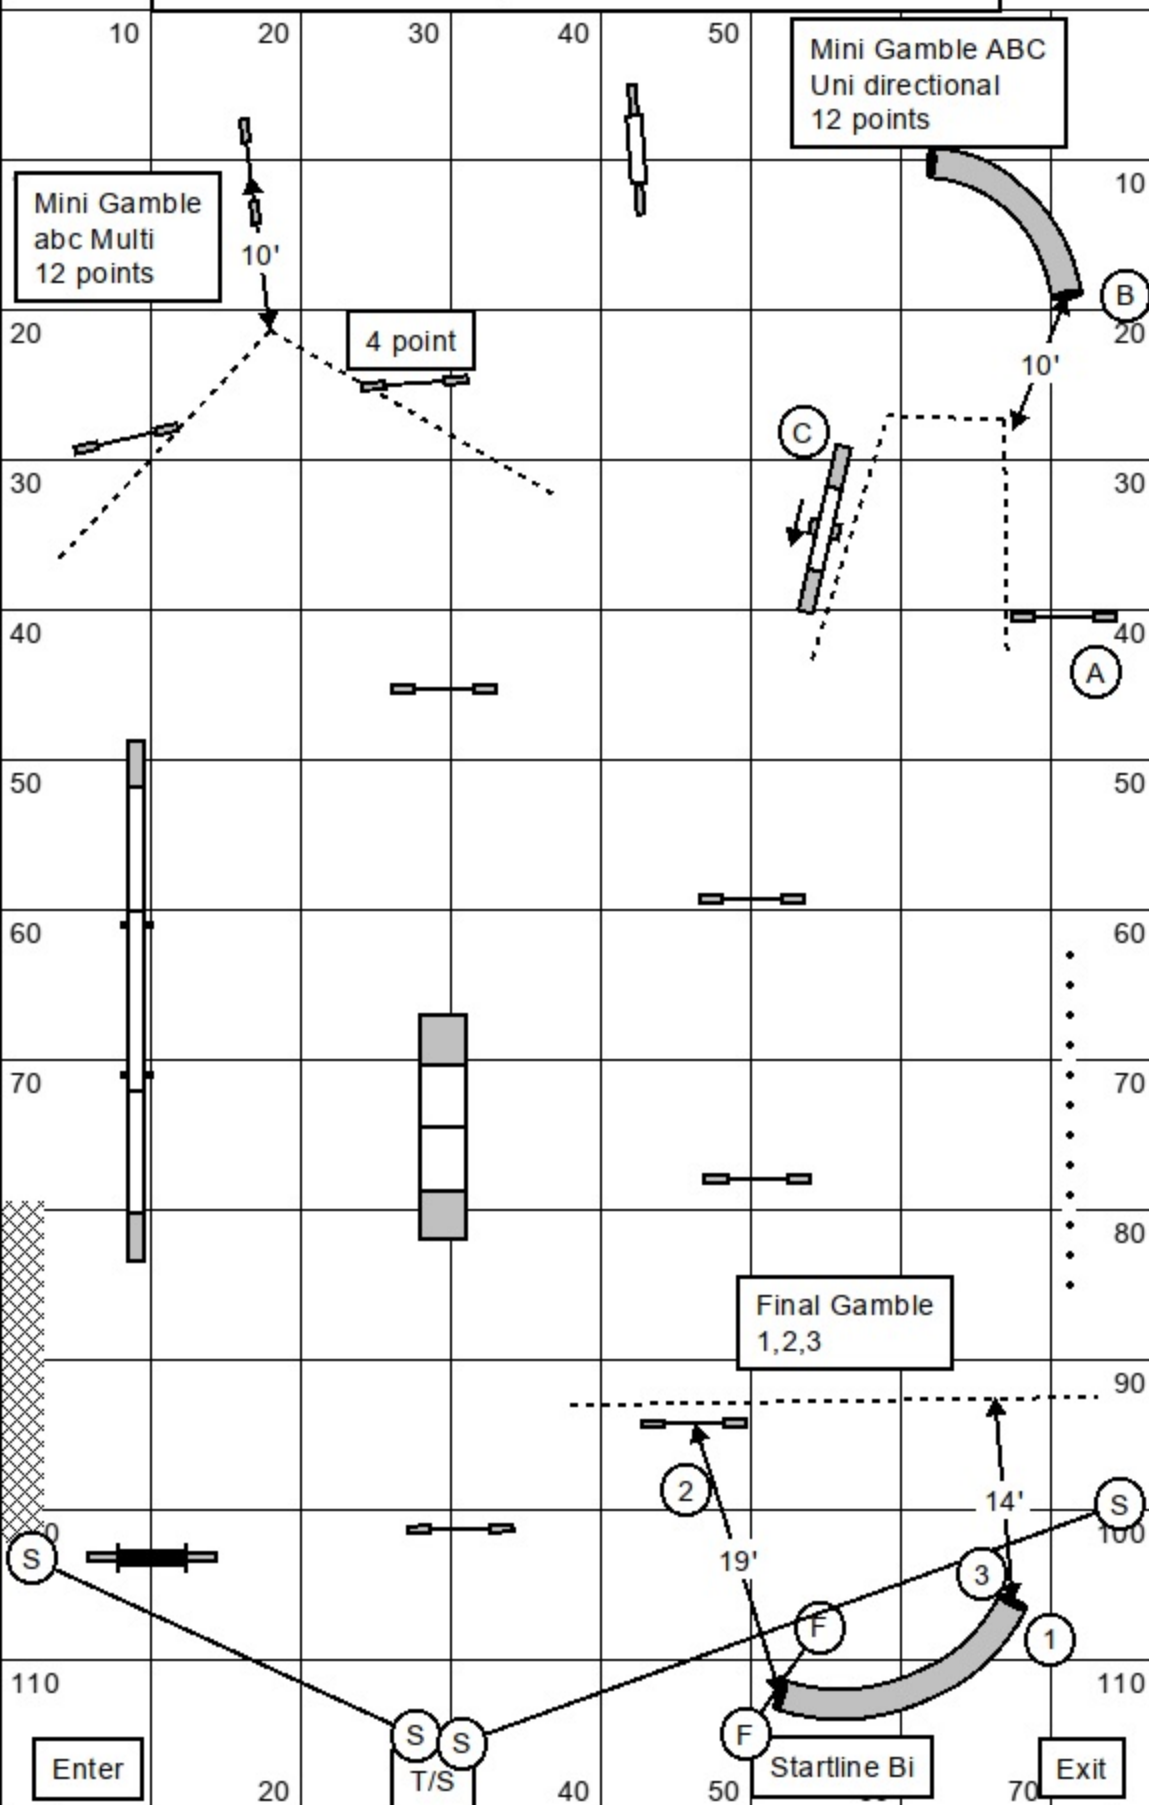 10 20 30 40 50
Mini Gamble ABC
Uni directional
12 points
10
Mini Gamble
abc Multi
12 points
10'
B
20
4 point
20
10'
C
30
30
40
40
A
50
50
60
60
70
70
80
Final Gamble
1,2,3
90
2
14'
S
0
100
S
19'
3
F
1
110
110
S
S
F
Enter
T/S
Startline Bi
Exit
20
40
50
70